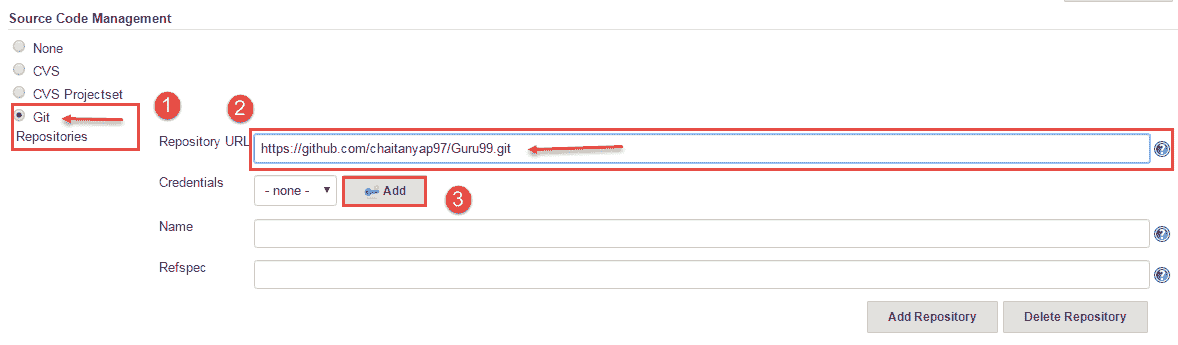 Source Code Management
None
CVS
CVS Projectset
Git
1
2
Repositories
Repository URL
https://github.com/chaitanyap97/Guru99.git
Credentials
- none -
Add
3
Name
Refspec
Add Repository
Delete Repository